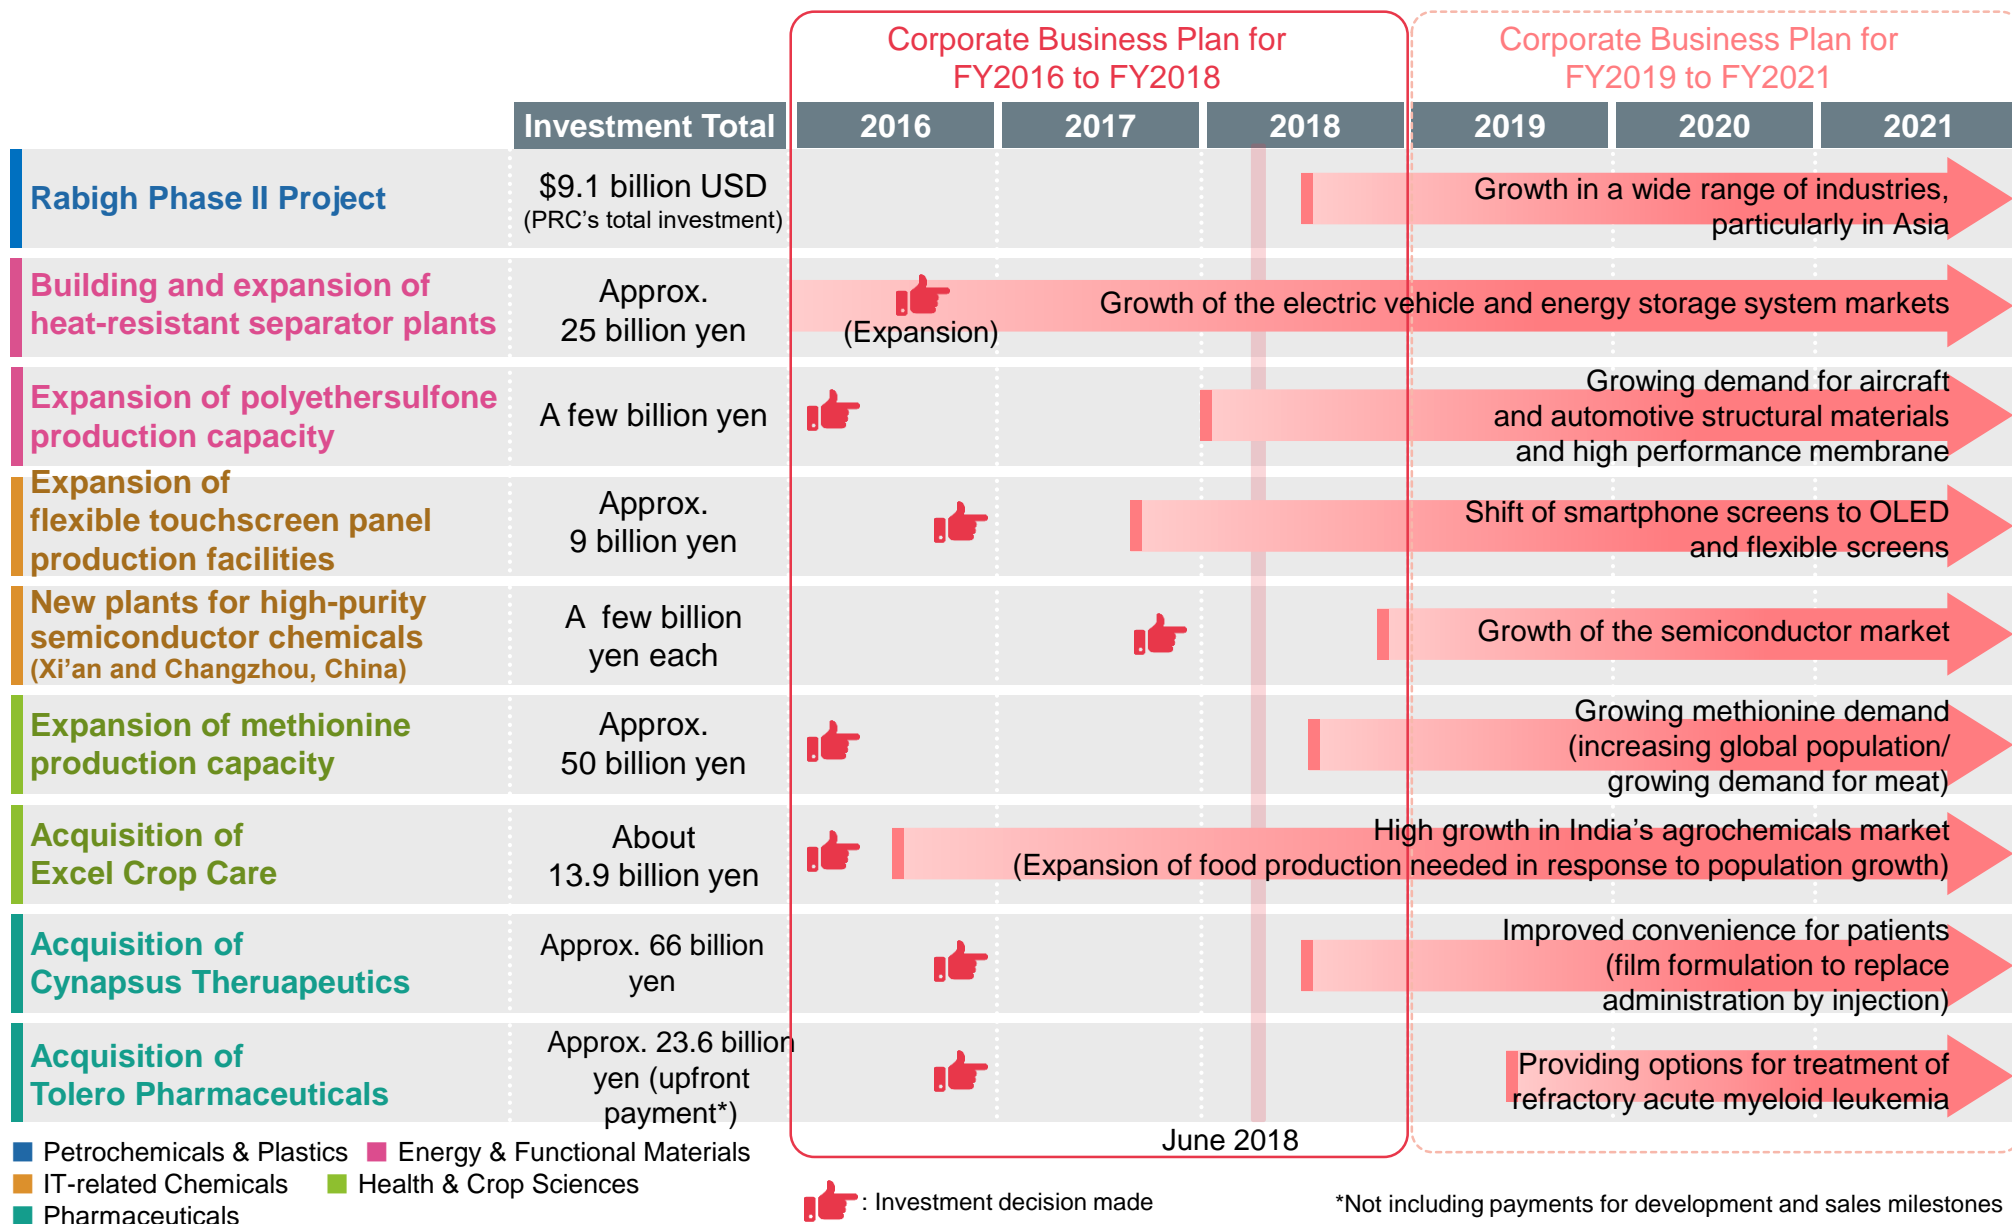 Corporate Business Plan for
FY2016 to FY2018
Corporate Business Plan for
FY2019 to FY2021
Investment Total
2016
2017
2018
2019
2020
2021
Rabigh Phase II Project
$9.1 billion USD
(PRC's total investment)
Growth in a wide range of industries,
particularly in Asia
Building and expansion of
heat-resistant separator plants
Approx.
25 billion yen
(Expansion)
Growth of the electric vehicle and energy storage system markets
Expansion of polyethersulfone
production capacity
A few billion yen
Growing demand for aircraft
and automotive structural materials
and high performance membrane
Expansion of
flexible touchscreen panel
production facilities
Approx.
9 billion yen
Shift of smartphone screens to OLED
and flexible screens
New plants for high-purity
semiconductor chemicals
(Xi'an and Changzhou, China)
A few billion
yen each
Growth of the semiconductor market
Expansion of methionine
production capacity
Approx.
50 billion yen
Growing methionine demand
(increasing global population/
growing demand for meat)
Acquisition of
Excel Crop Care
About
13.9 billion yen
High growth in India's agrochemicals market
(Expansion of food production needed in response to population growth)
Acquisition of
Cynapsus Theruapeutics
Approx. 66 billion
yen
Improved convenience for patients
(film formulation to replace
administration by injection)
Acquisition of
Tolero Pharmaceuticals
Approx. 23.6 billion
yen (upfront
payment*)
Providing options for treatment of
refractory acute myeloid leukemia
June 2018
Petrochemicals & Plastics
Energy & Functional Materials
IT-related Chemicals
Health & Crop Sciences
Pharmaceuticals
: Investment decision made
*Not including payments for development and sales milestones